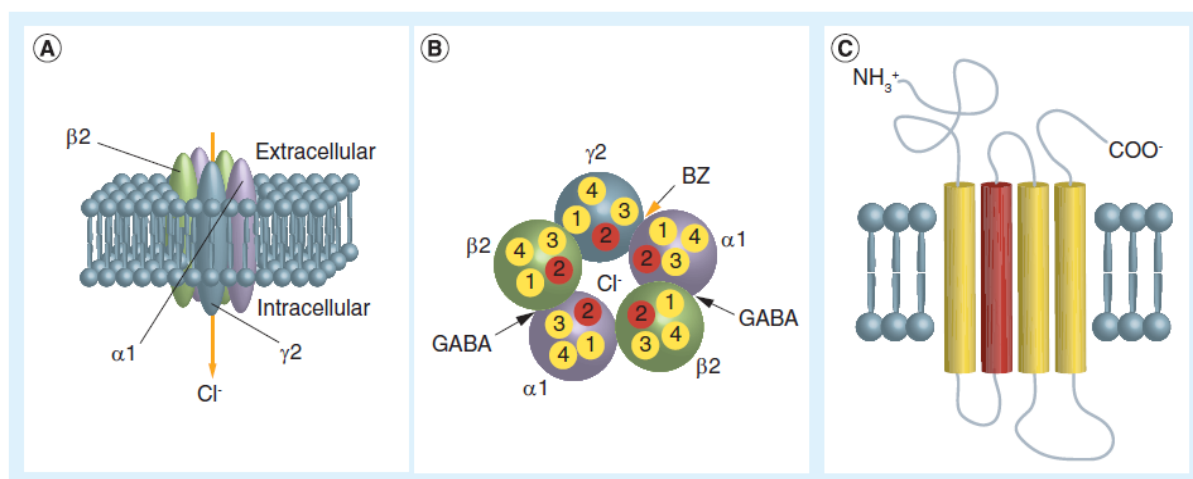 A
β2
Extracellular
Intracellular
α1
γ2
Cl-
B
γ2
BZ
4
3
1
2
β2
4
3
2
1
α1
1
4
2
3
Cl-
GABA
2
3
1
4
α1
GABA
2
1
4
3
β2
C
NH3+
COO-